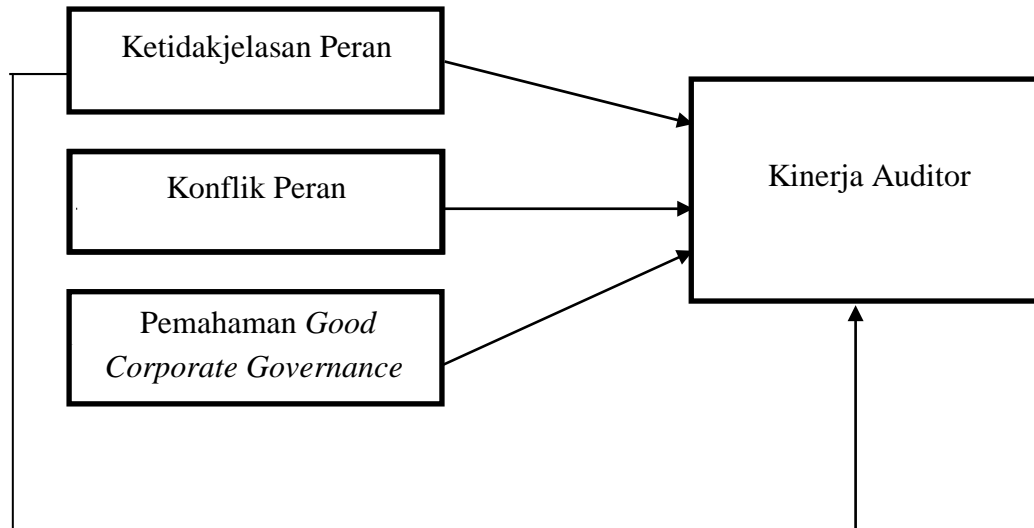 Ketidakjelasan Peran
Konflik Peran
Kinerja Auditor
Pemahaman Good
Corporate Governance